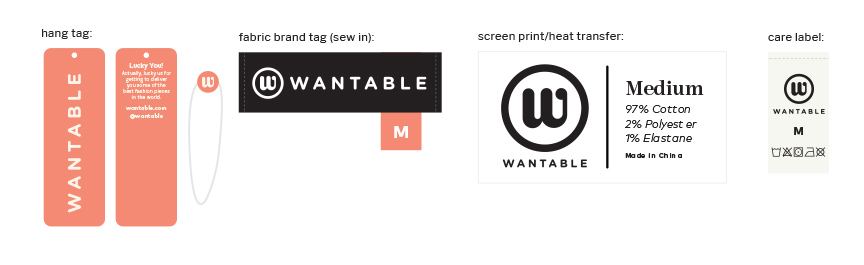 hang tag:
WANTABLE
Lucky You!
Actually, lucky us for
getting to deliver
you some of the
best fashion pieces
in the world.
wantable.com
@wantable
w
fabric brand tag (sew in):
w WANTABLE
M
screen print/heat transfer:
w
WANTABLE
Medium
97% Cotton
2% Polyester
1% Elastane
Made in China
care label:
w
WANTABLE
M